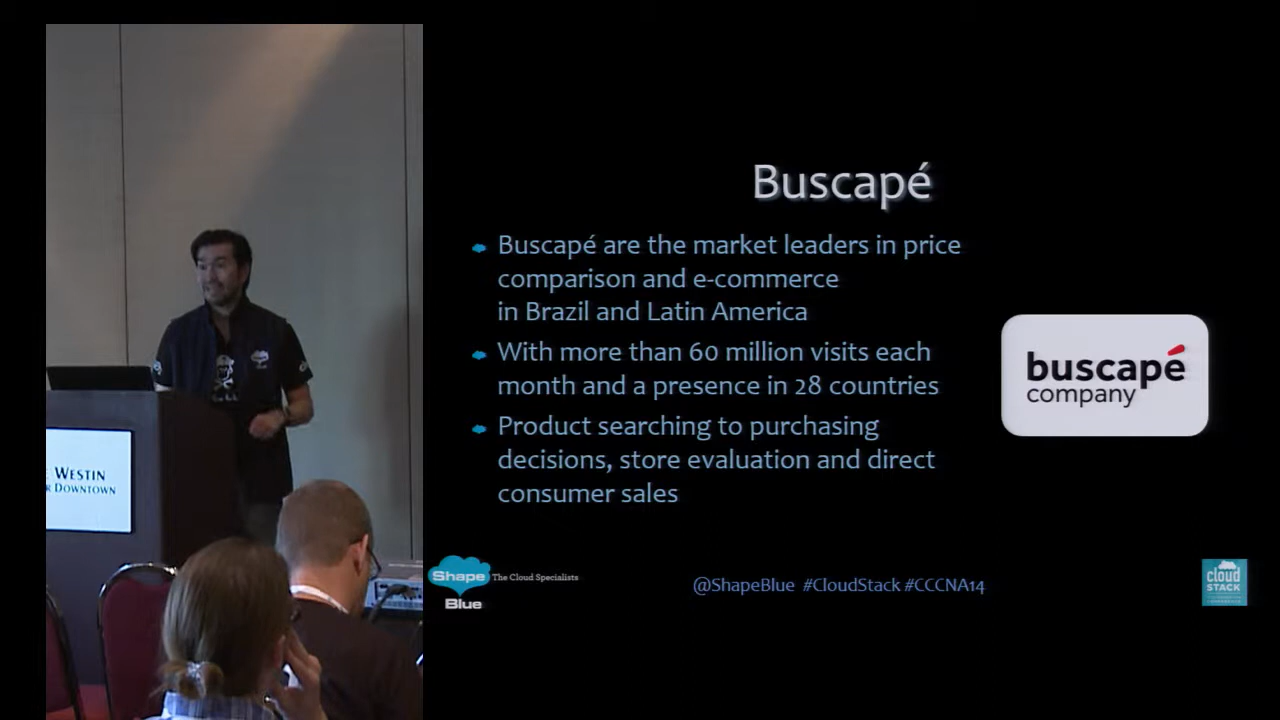 Buscapé
Buscapé are the market leaders in price
comparison and e-commerce
in Brazil and Latin America
With more than 60 million visits each
month and a presence in 28 countries
Product searching to purchasing
decisions, store evaluation and direct
consumer sales
buscapé
company
WESTIN
DOWNTOWN
Shape
Blue
The Cloud Specialists
@ShapeBlue #CloudStack #CCCNA14
cloud
STACK